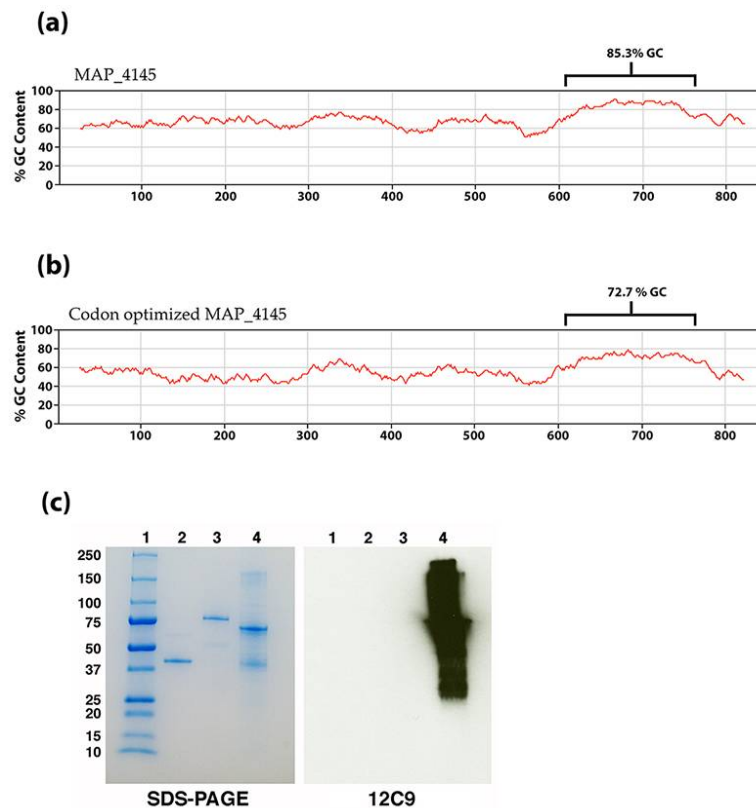 (a)
MAP_4145
85.3% GC
% GC Content
100
80
60
40
20
0
100 200 300 400 500 600 700 800
(b)
Codon optimized MAP_4145
72.7 % GC
% GC Content
100
80
60
40
20
0
100 200 300 400 500 600 700 800
(c)
1 2 3 4 1 2 3 4
250
150
100
75
50
37
25
20
15
10
SDS-PAGE 12C9